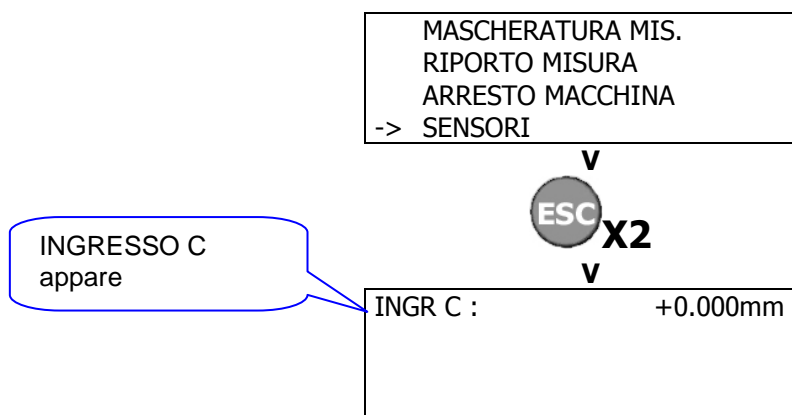 MASCHERATURA MIS.
RIPORTO MISURA
ARRESTO MACCHINA
-> SENSORI
v
ESC X2
v
INGRESSO C
appare
INGR C : +0.000mm